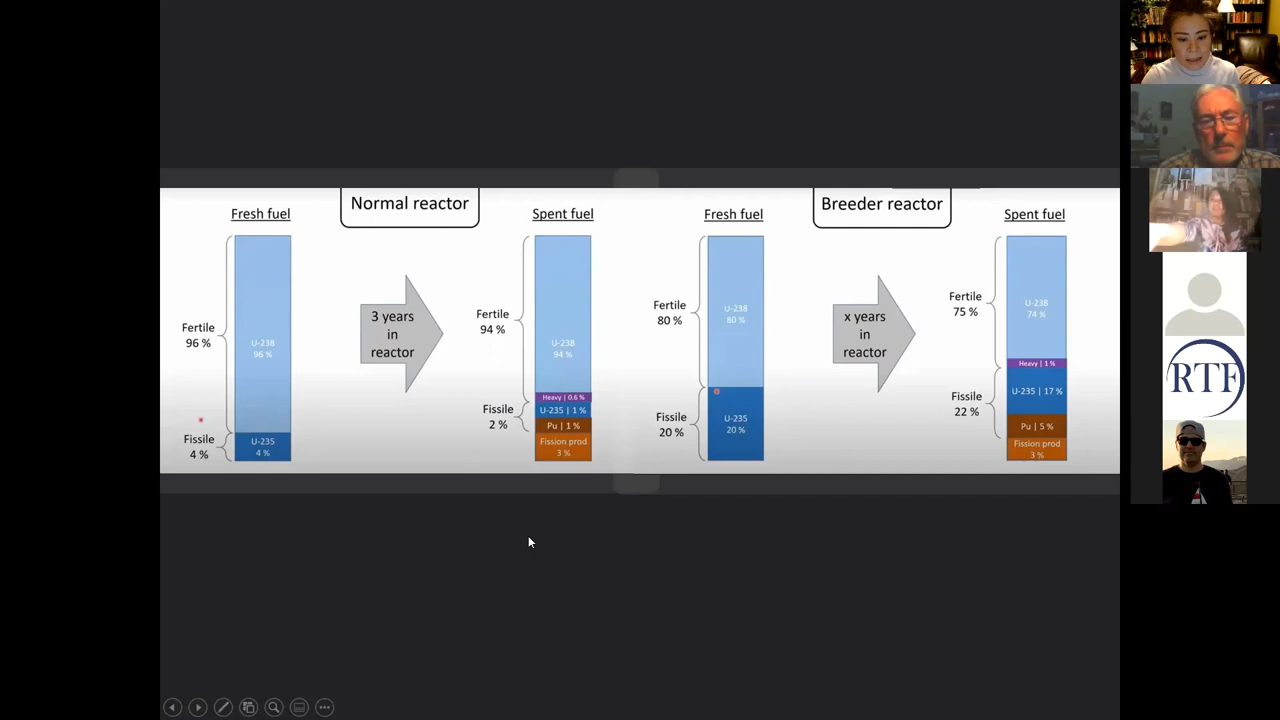 Normal reactor
Fresh fuel
Spent fuel
Fertile
96 %
U-238
96 %
Fissile
4 %
U-235
4 %
3 years
in
reactor
Fertile
94 %
U-238
94 %
Heavy | 0.6 %
Fissile
2 %
U-235 | 1 %
Pu | 1 %
Fission prod
3 %
Breeder reactor
Fresh fuel
Spent fuel
Fertile
80 %
U-238
80 %
Fissile
20 %
U-235
20 %
x years
in
reactor
Fertile
75 %
U-238
74 %
Heavy | 1 %
Fissile
22 %
U-235 | 17 %
Pu | 5 %
Fission prod
3 %
RTF